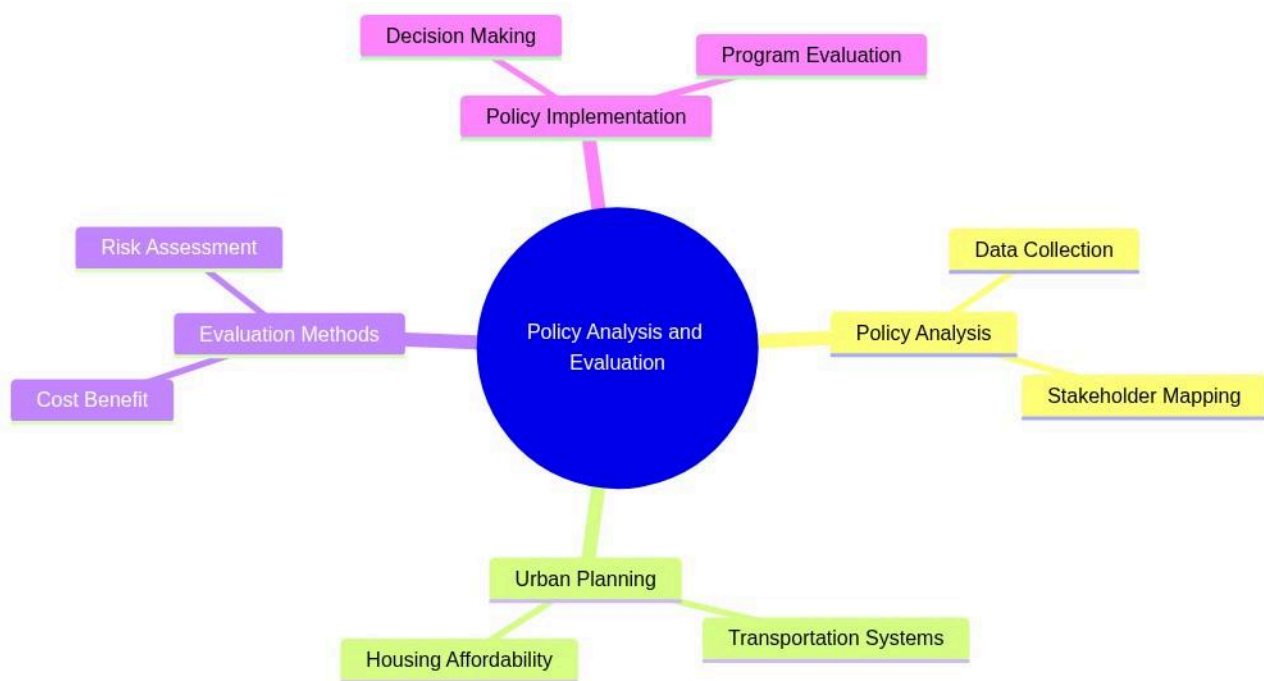 Decision Making
Program Evaluation
Policy Implementation
Risk Assessment
Data Collection
Evaluation Methods
Policy Analysis and
Evaluation
Policy Analysis
Cost Benefit
Stakeholder Mapping
Urban Planning
Housing Affordability
Transportation Systems